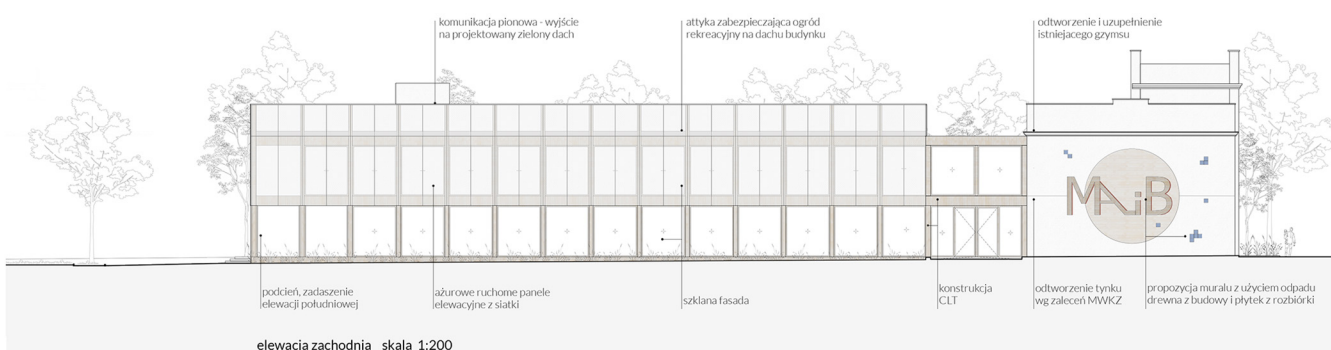 komunikacja pionowa - wyjście
na projektowany zielony dach
attyka zabezpieczająca ogród
rekreacyjny na dachu budynku
odtworzenie i uzupełnienie
istniejacego gzymsu
MAiB
podcień, zadaszenie
elewacji południowej
ażurowe ruchome panele
elewacyjne z siatki
szklana fasada
konstrukcja
CLT
odtworzenie tynku
wg zaleceń MWKZ
propozycja muralu z użyciem odpadu
drewna z budowy i płytek z rozbiórki
elewacja zachodnia skala 1:200